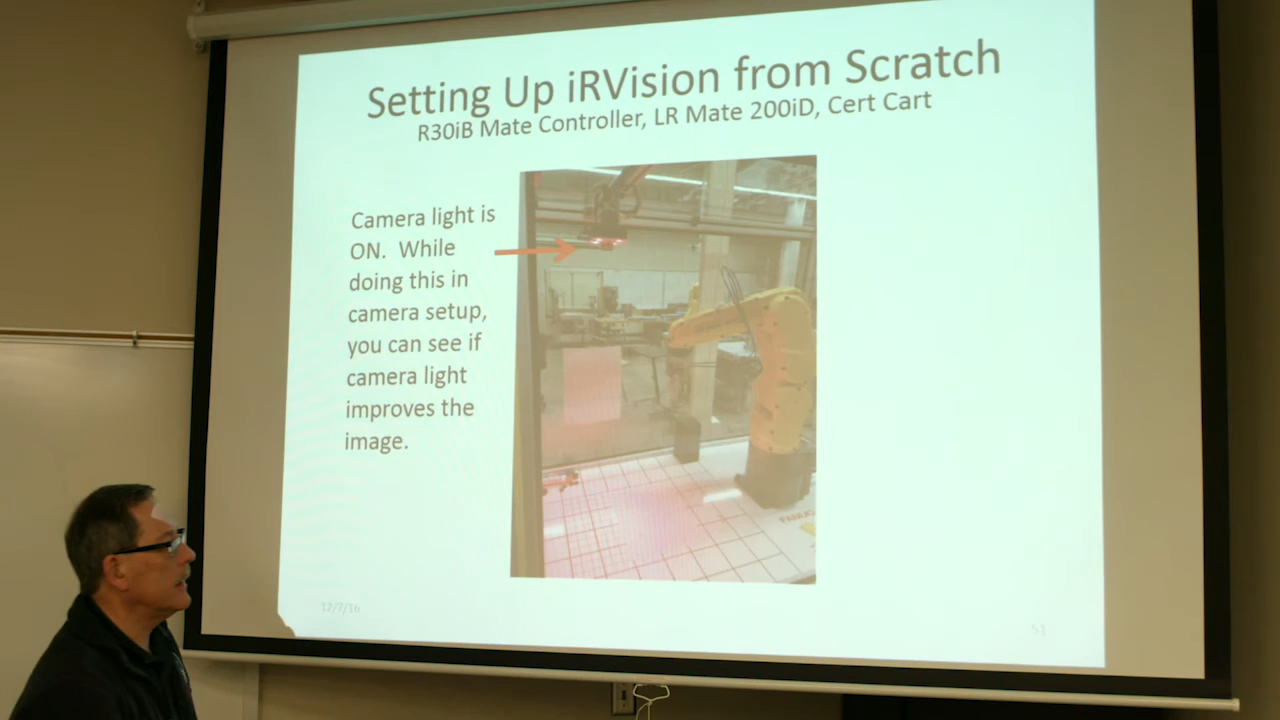 Setting Up iRVision from Scratch
R30iB Mate Controller, LR Mate 200iD, Cert Cart
Camera light is
ON. While
doing this in
camera setup,
you can see if
camera light
improves the
image.
FANUC
12/7/16
51